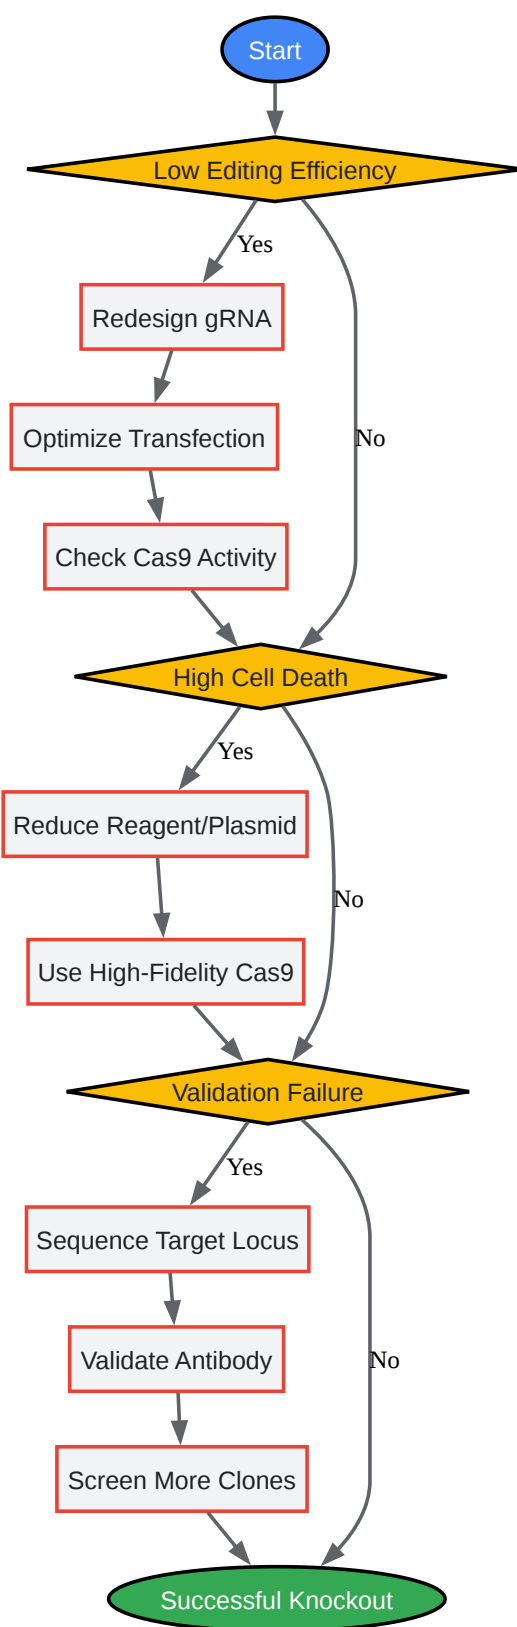 Start
Low Editing Efficiency
Yes
Redesign gRNA
Optimize Transfection
No
Check Cas9 Activity
High Cell Death
Yes
Reduce Reagent/Plasmid
No
Use High-Fidelity Cas9
Validation Failure
Yes
Sequence Target Locus
Validate Antibody
No
Screen More Clones
Successful Knockout